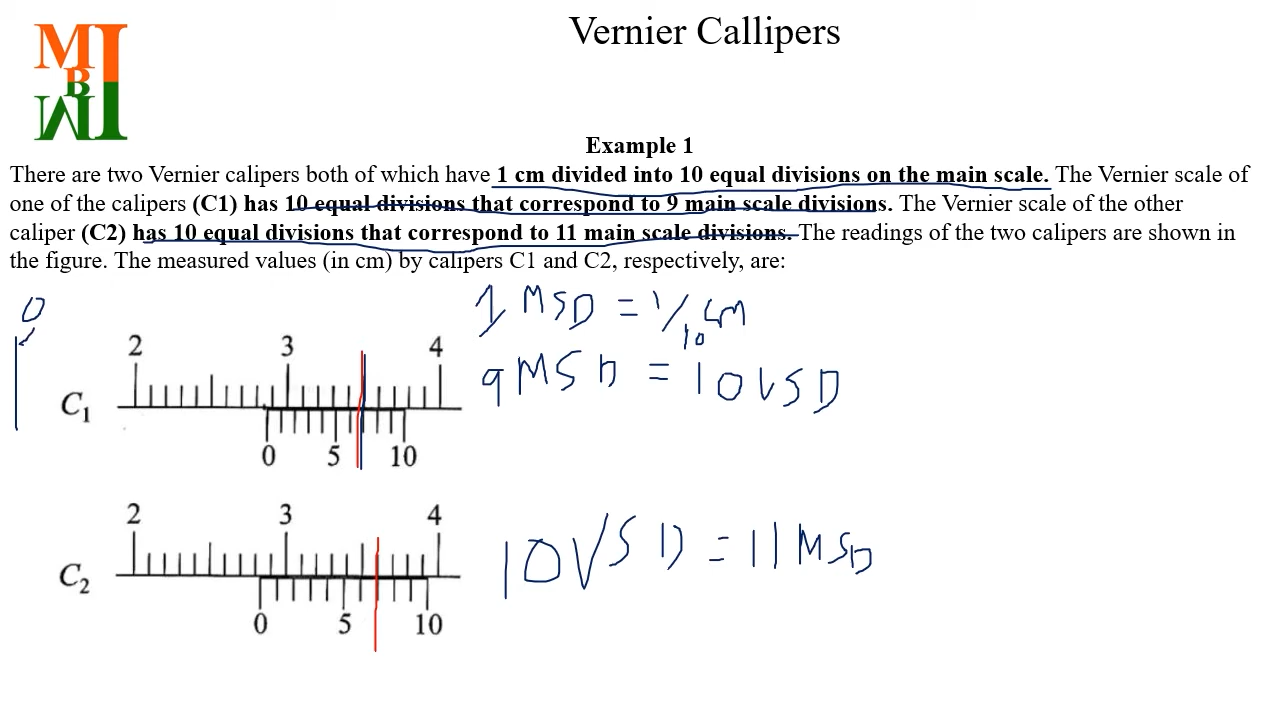 Vernier Callipers
MI
B
MI
Example 1
There are two Vernier calipers both of which have 1 cm divided into 10 equal divisions on the main scale. The Vernier scale of
one of the calipers (C1) has 10 equal divisions that correspond to 9 main scale divisions. The Vernier scale of the other
caliper (C2) has 10 equal divisions that correspond to 11 main scale divisions. The readings of the two calipers are shown in
the figure. The measured values (in cm) by calipers C1 and C2, respectively, are:
0
1 MSD = 1/10 cm
2 3 4
9 MSD = 10 VSD
C₁
0 5 10
2 3 4
10 VSD = 11 MSD
C₂
0 5 10